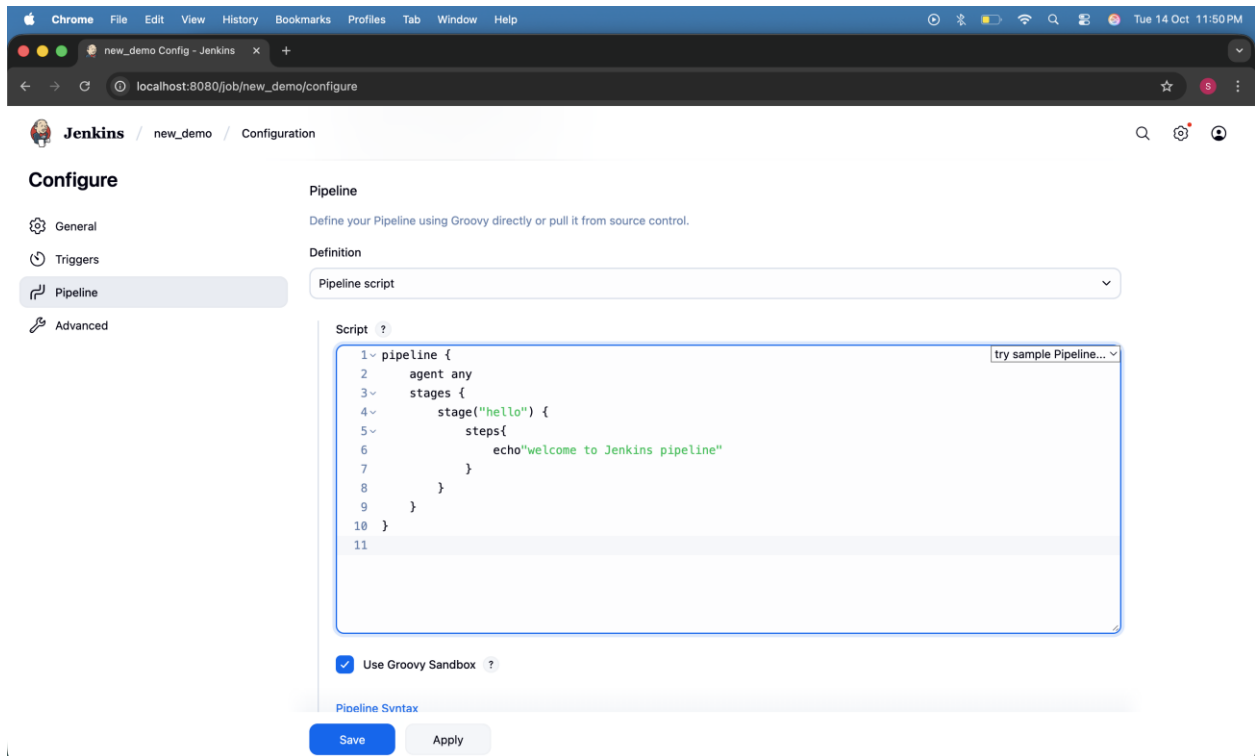 Chrome File Edit View History Bookmarks Profiles Tab Window Help Tue 14 Oct 11:50 PM
new_demo Config - Jenkins
localhost:8080/job/new_demo/configure S
Jenkins / new_demo / Configuration
Configure
General
Triggers
Pipeline
Advanced
Pipeline
Define your Pipeline using Groovy directly or pull it from source control.
Definition
Pipeline script
Script ?
try sample Pipeline...
1 pipeline {
2     agent any
3     stages {
4         stage("hello") {
5             steps{
6                 echo"welcome to Jenkins pipeline"
7             }
8         }
9     }
10 }
11
Use Groovy Sandbox ?
Pipeline Syntax
Save Apply